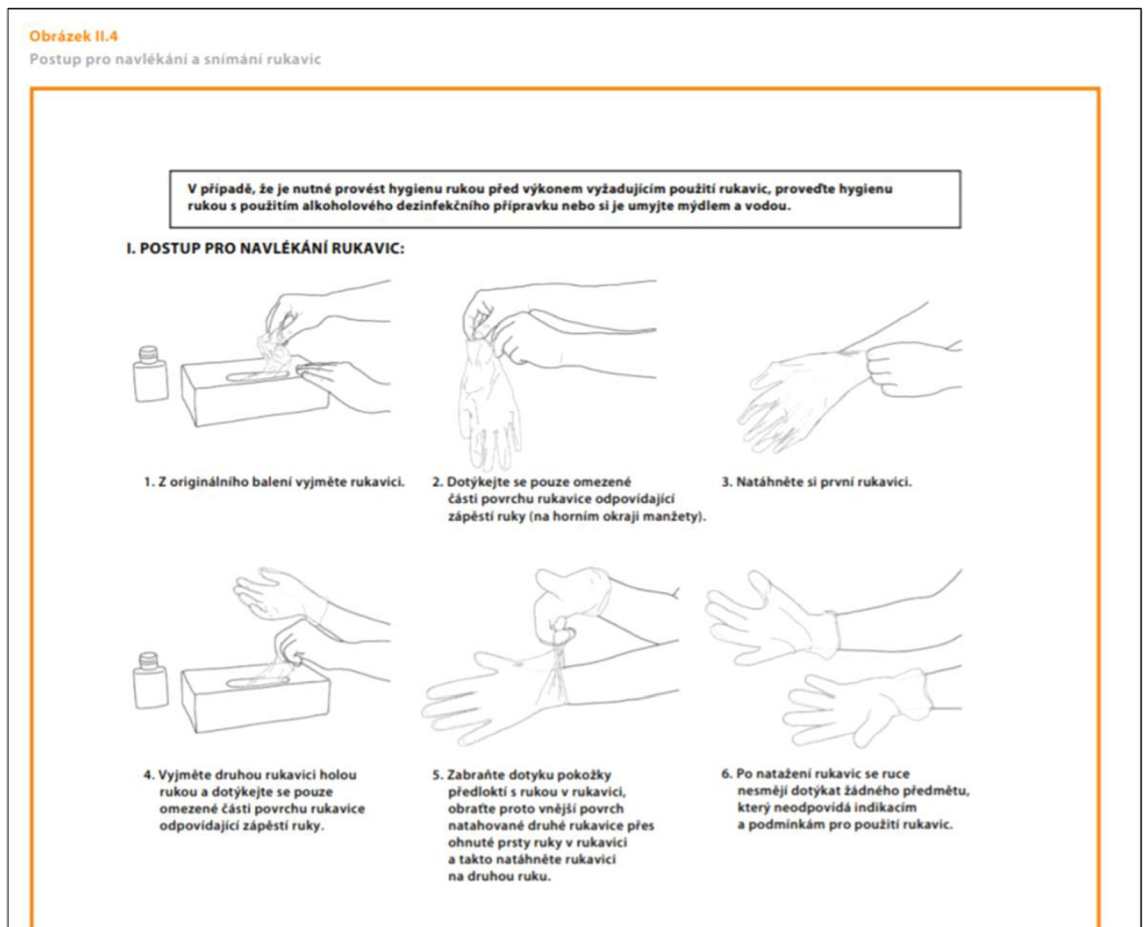 Obrázek II.4
Postup pro navlékání a snímání rukavic
V případě, že je nutné provést hygienu rukou před výkonem vyžadujícím použití rukavic, proveďte hygienu
rukou s použitím alkoholového dezinfekčního přípravku nebo si je umyjte mýdlem a vodou.
I. POSTUP PRO NAVLÉKÁNÍ RUKAVIC:
1. Z originálního balení vyjměte rukavici.
2. Dotýkejte se pouze omezené
části povrchu rukavice odpovídající
zápěstí ruky (na horním okraji manžety).
3. Natáhněte si první rukavici.
4. Vyjměte druhou rukavici holou
rukou a dotýkejte se pouze
omezené části povrchu rukavice
odpovídající zápěstí ruky.
5. Zabraňte dotyku pokožky
předloktí s rukou v rukavici,
obraťte proto vnější povrch
natahované druhé rukavice přes
ohnuté prsty ruky v rukavici
a takto natáhněte rukavici
na druhou ruku.
6. Po natažení rukavic se ruce
nesmějí dotýkat žádného předmětu,
který neodpovídá indikacím
a podmínkám pro použití rukavic.